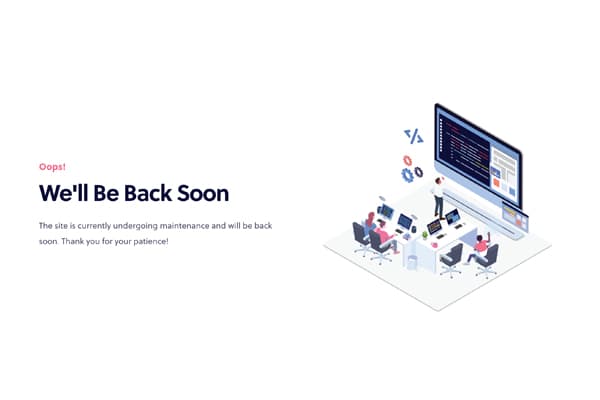 Oops!
We'll Be Back Soon
The site is currently undergoing maintenance and will be back
soon. Thank you for your patience!